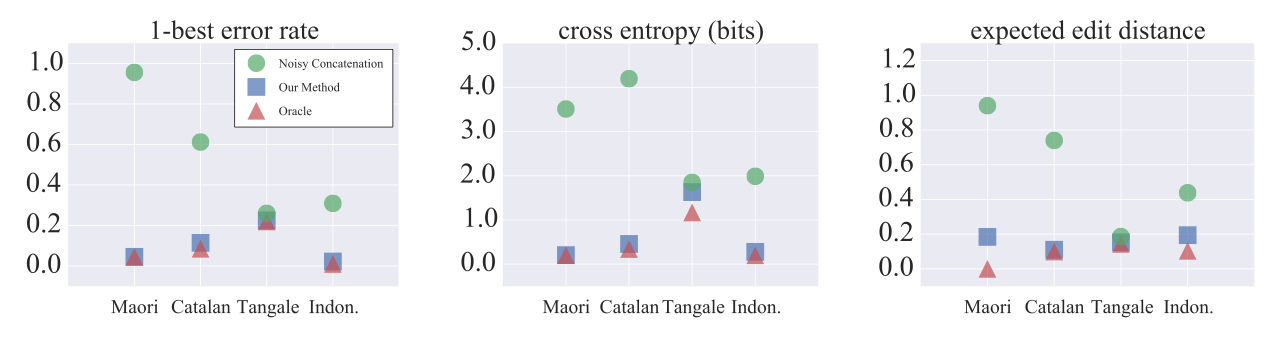 1-best error rate
1.0
0.8
0.6
0.4
0.2
0.0
Noisy Concatenation
Our Method
Oracle
Maori Catalan Tangale Indon.
cross entropy (bits)
5.0
4.0
3.0
2.0
1.0
0.0
Maori Catalan Tangale Indon.
expected edit distance
1.2
1.0
0.8
0.6
0.4
0.2
0.0
Maori Catalan Tangale Indon.